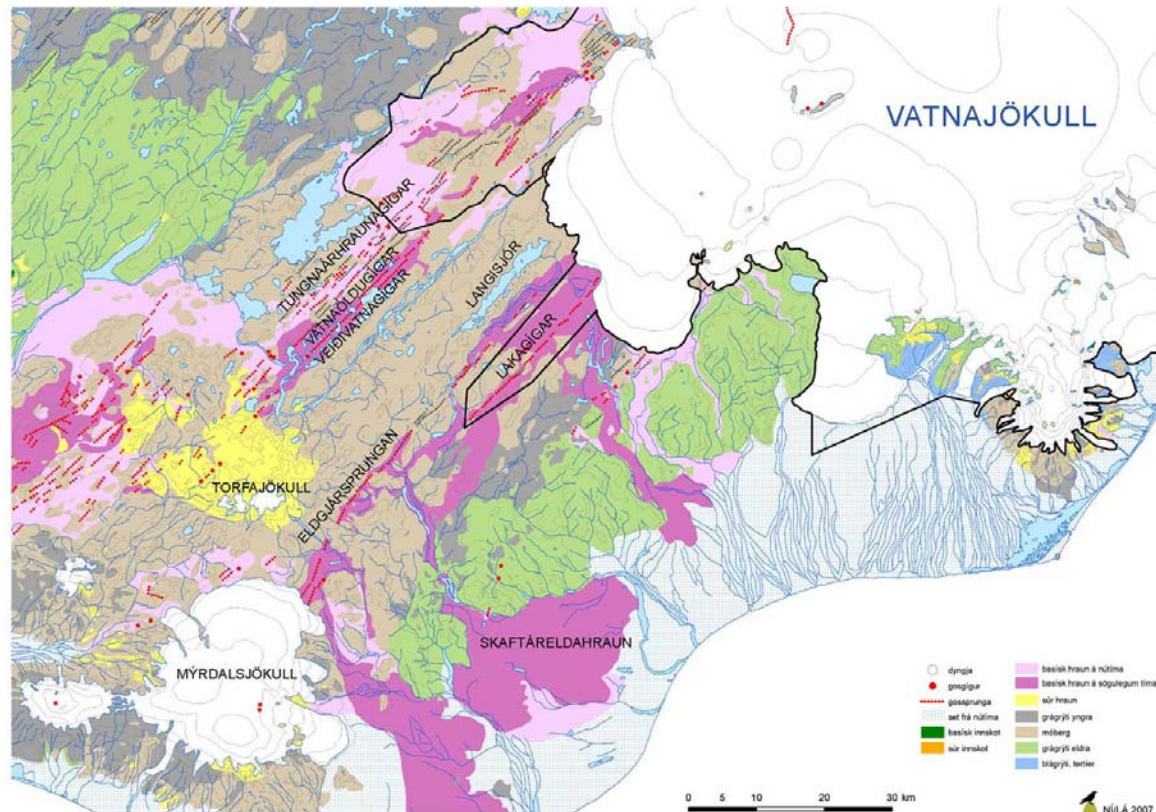 VATNAJÖKULL
TUNGNAÁRHRAUNAGÍGAR
VATNAÖLDUGÍGAR
VEIÐIVATNAGÍGAR
LANGISJÓR
LAKAGÍGAR
ELDGJÁRSPRUNGAN
TORFAJÖKULL
SKAFTÁRELDAHRAUN
MÝRDALSJÖKULL
dyngja
gosgígur
gossprunga
set frá nútíma
basísk innskot
súr innskot
basísk hraun á nútíma
basísk hraun á sögulegum tíma
súr hraun
grágrýti yngra
móberg
grágrýti eldra
blágrýti, tertíer
0 5 10 20 30 km
NÍ/LÁ 2007